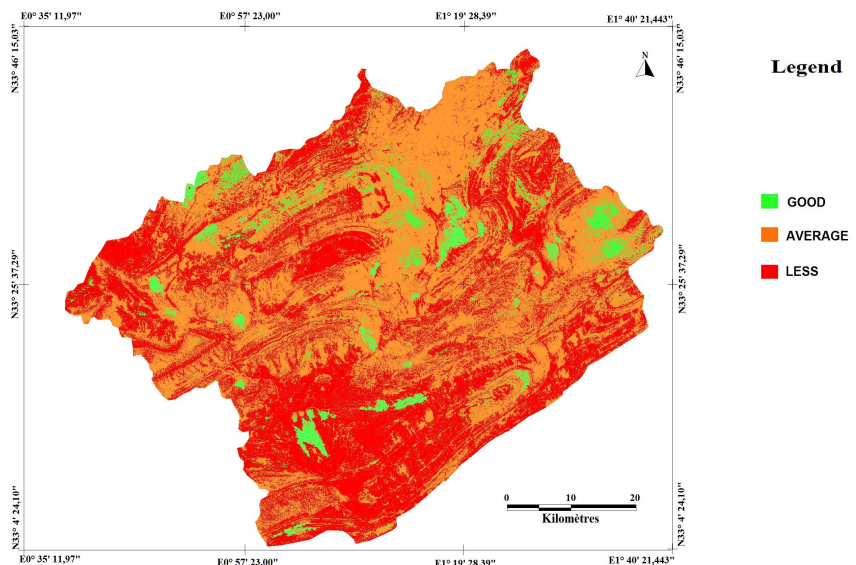 E0° 35' 11,97" E0° 57' 23,00" E1° 19' 28,39" E1° 40' 21,443"
N33° 46' 15,03" N33° 46' 15,03"
N
Legend
GOOD
AVERAGE
LESS
N33° 25' 37,29" N33° 25' 37,29"
N33° 4' 24,10" N33° 4' 24,10"
0 10 20
Kilomètres
E0° 35' 11,97" E0° 57' 23,00" E1° 19' 28,39" E1° 40' 21,443"